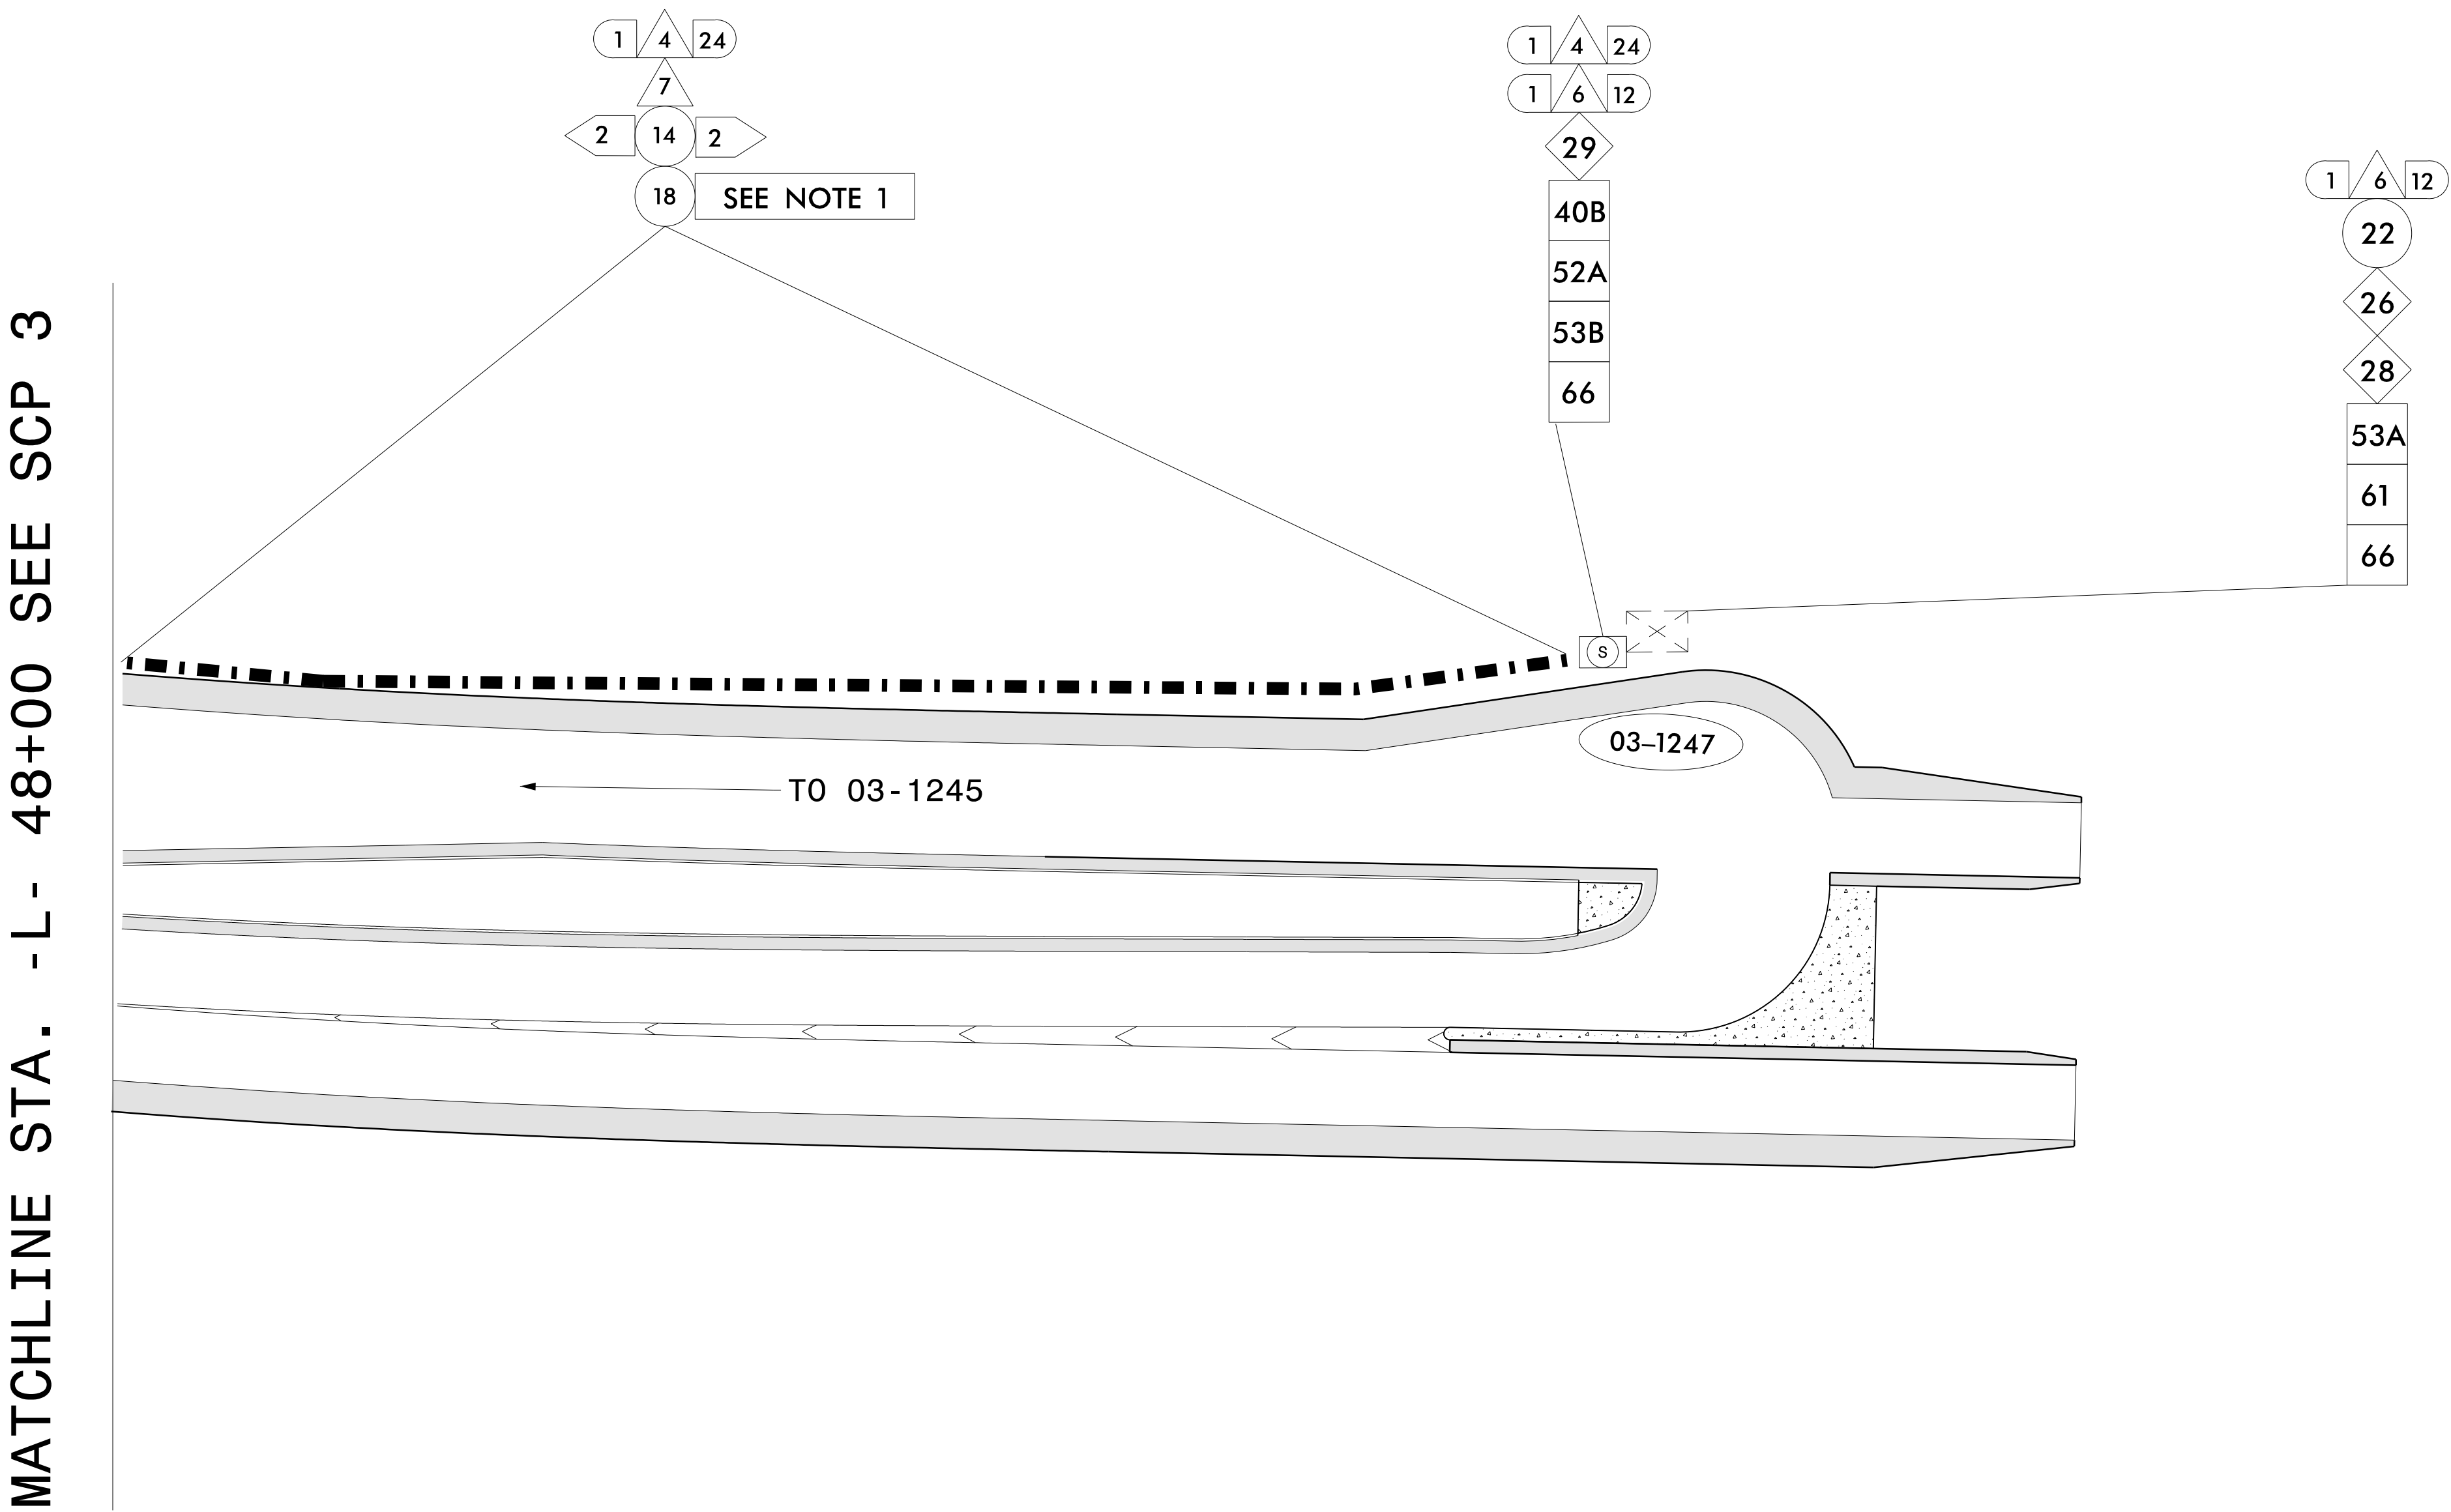 1 4 24
7
2 14 2
18 SEE NOTE 1
1 4 24
1 6 12
29
40B
52A
53B
66
1 6 12
22
26
28
53A
61
66
S
03-1247
TO 03-1245
MATCHLINE STA. -L- 48+00 SEE SCP 3